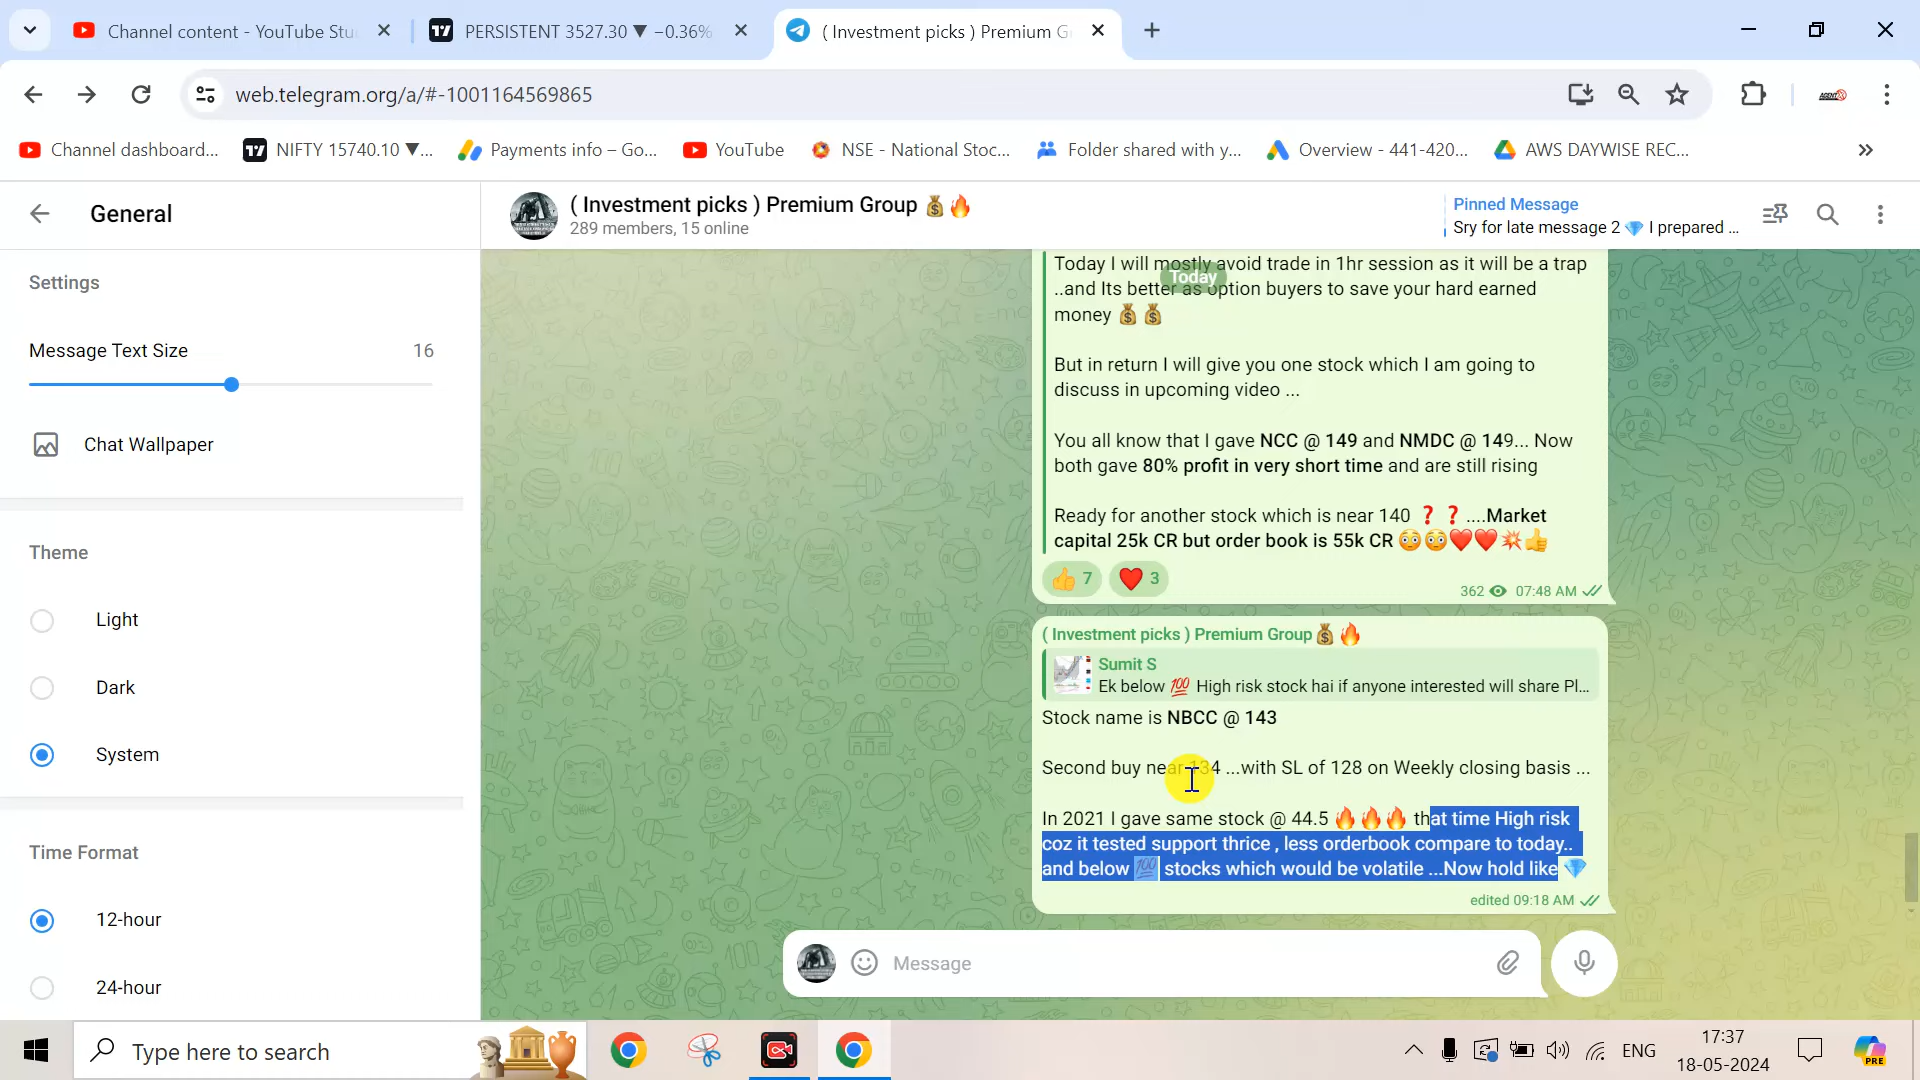 Channel content - YouTube Stu
PERSISTENT 3527.30 ▼ −0.36%
( Investment picks ) Premium G
web.telegram.org/a/#-1001164569865
Channel dashboard...
NIFTY 15740.10 ▼...
Payments info – Go...
YouTube
NSE - National Stoc...
Folder shared with y...
Overview - 441-420...
AWS DAYWISE REC...
»
General
( Investment picks ) Premium Group 💰🔥
289 members, 15 online
Pinned Message
Sry for late message 2 💎 I prepared ...
Settings
Message Text Size 16
Chat Wallpaper
Theme
Light
Dark
System
Time Format
12-hour
24-hour
Today
Today I will mostly avoid trade in 1hr session as it will be a trap
..and Its better as option buyers to save your hard earned
money 💰 💰
But in return I will give you one stock which I am going to
discuss in upcoming video ...
You all know that I gave NCC @ 149 and NMDC @ 149... Now
both gave 80% profit in very short time and are still rising
Ready for another stock which is near 140 ❓ ❓ ....Market
capital 25k CR but order book is 55k CR 😳😳❤️❤️💥👍
👍 7 ❤️ 3
362 07:48 AM
( Investment picks ) Premium Group💰🔥
Sumit S
Ek below 💯 High risk stock hai if anyone interested will share Pl...
Stock name is NBCC @ 143
Second buy near 134 ...with SL of 128 on Weekly closing basis ...
In 2021 I gave same stock @ 44.5 🔥🔥🔥 that time High risk
coz it tested support thrice , less orderbook compare to today..
and below 💯 stocks which would be volatile ...Now hold like 💎
edited 09:18 AM
Message
Type here to search
ENG
17:37
18-05-2024
PRE